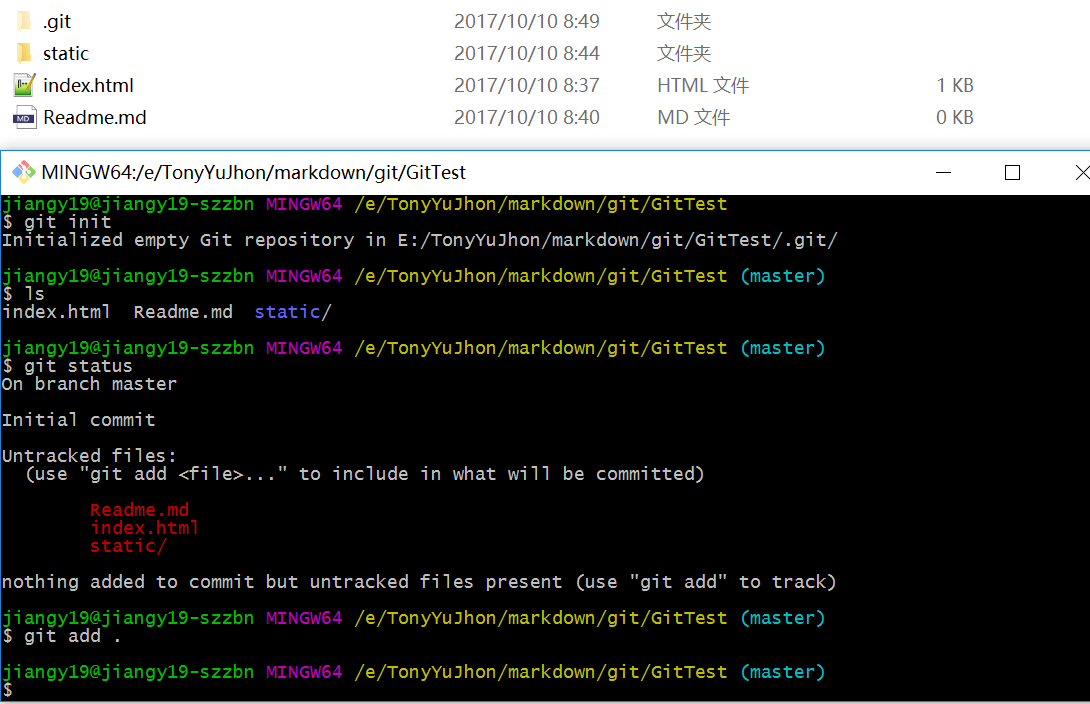 .git 2017/10/10 8:49 文件夹
static 2017/10/10 8:44 文件夹
index.html 2017/10/10 8:37 HTML 文件 1 KB
Readme.md 2017/10/10 8:40 MD 文件 0 KB
MINGW64:/e/TonyYuJhon/markdown/git/GitTest
jiangy19@jiangy19-szzbn MINGW64 /e/TonyYuJhon/markdown/git/GitTest
$ git init
Initialized empty Git repository in E:/TonyYuJhon/markdown/git/GitTest/.git/
jiangy19@jiangy19-szzbn MINGW64 /e/TonyYuJhon/markdown/git/GitTest (master)
$ ls
index.html Readme.md static/
jiangy19@jiangy19-szzbn MINGW64 /e/TonyYuJhon/markdown/git/GitTest (master)
$ git status
On branch master
Initial commit
Untracked files:
(use "git add <file>..." to include in what will be committed)
Readme.md
index.html
static/
nothing added to commit but untracked files present (use "git add" to track)
jiangy19@jiangy19-szzbn MINGW64 /e/TonyYuJhon/markdown/git/GitTest (master)
$ git add .
jiangy19@jiangy19-szzbn MINGW64 /e/TonyYuJhon/markdown/git/GitTest (master)
$